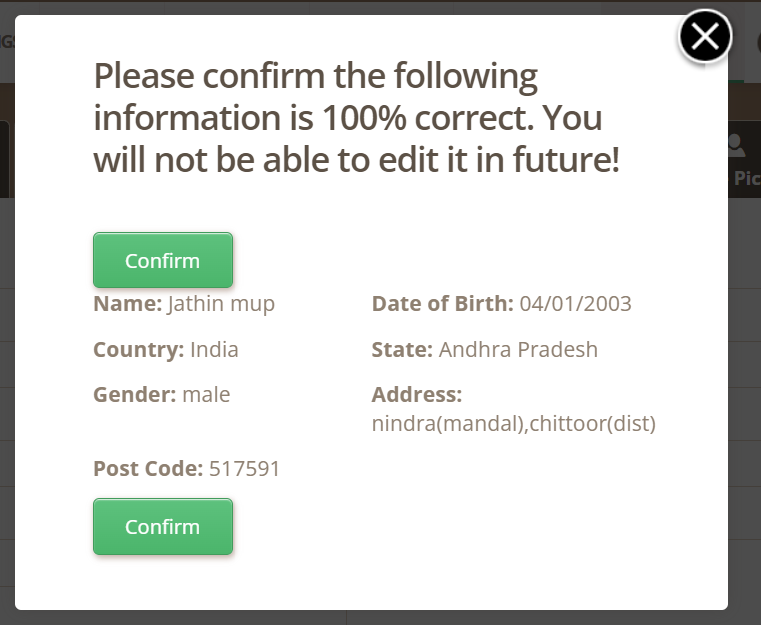 Please confirm the following
information is 100% correct. You
will not be able to edit it in future!
Confirm
Name: Jathin mup
Date of Birth: 04/01/2003
Country: India
State: Andhra Pradesh
Gender: male
Address:
nindra(mandal),chittoor(dist)
Post Code: 517591
Confirm
Pic